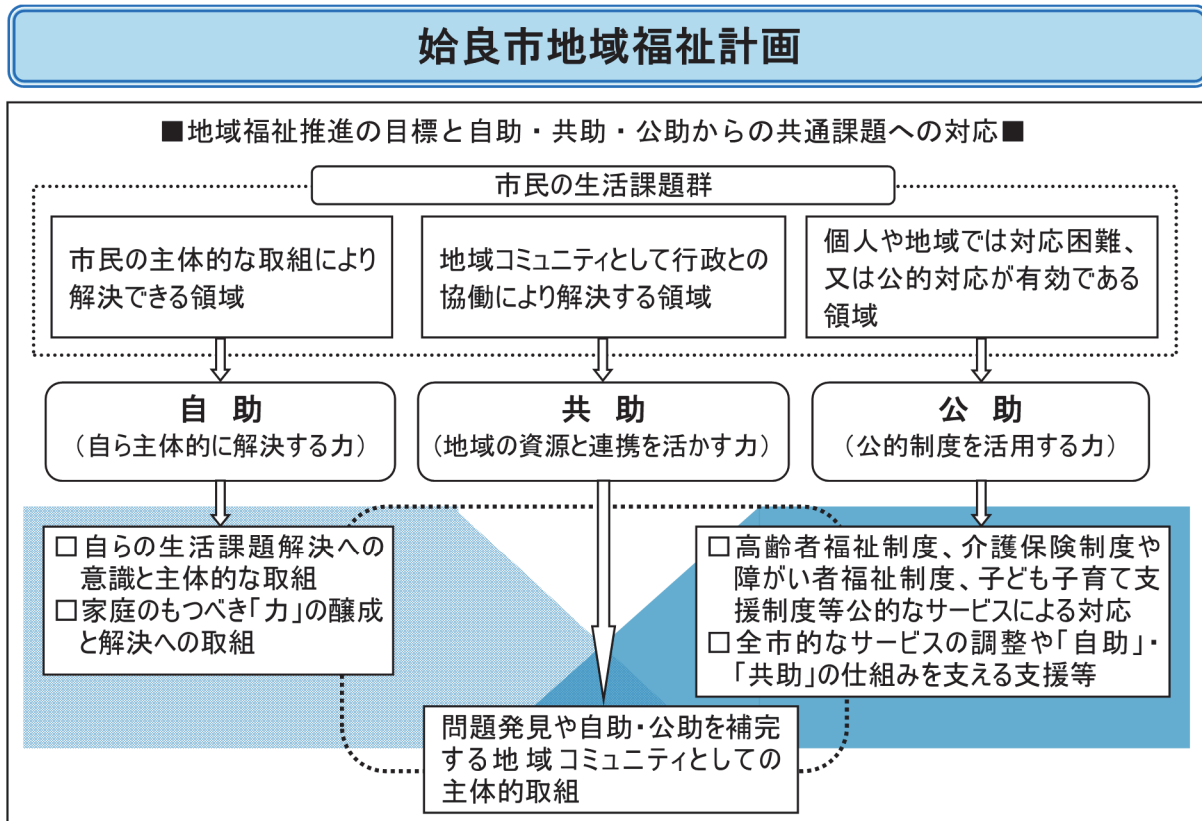 姶良市地域福祉計画
■地域福祉推進の目標と自助・共助・公助からの共通課題への対応■
市民の生活課題群
市民の主体的な取組により
解決できる領域
地域コミュニティとして行政との
協働により解決する領域
個人や地域では対応困難、
又は公的対応が有効である
領域
自 助
(自ら主体的に解決する力)
共 助
(地域の資源と連携を活かす力)
公 助
(公的制度を活用する力)
□自らの生活課題解決への
意識と主体的な取組
□家庭のもつべき「力」の醸成
と解決への取組
□高齢者福祉制度、介護保険制度や
障がい者福祉制度、子ども子育て支
援制度等公的なサービスによる対応
□全市的なサービスの調整や「自助」・
「共助」の仕組みを支える支援等
問題発見や自助・公助を補完
する地域コミュニティとしての
主体的取組